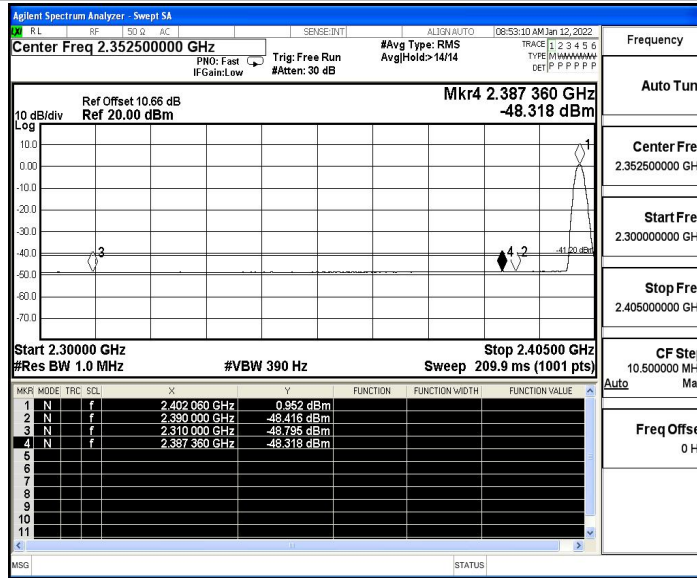 Agilent Spectrum Analyzer - Swept SA
RL RF 50 Ω AC SENSE:INT ALIGN AUTO 08:53:10 AM Jan 12, 2022
Center Freq 2.352500000 GHz
PNO: Fast
IFGain:Low
Trig: Free Run
#Atten: 30 dB
#Avg Type: RMS
Avg|Hold:> 14/14
TRACE 1 2 3 4 5 6
TYPE MWWWWW
DET P P P P P P
Frequency
Auto Tun
Center Fre
2.352500000 GH
Start Fre
2.300000000 GH
Stop Fre
2.405000000 GH
CF Ste
10.500000 MH
Auto Ma
Freq Offse
0 H
Mkr4 2.387 360 GHz
-48.318 dBm
Ref Offset 10.66 dB
10 dB/div Ref 20.00 dBm
Log
10.0
0.00
-10.0
-20.0
-30.0
-40.0
-50.0
-60.0
-70.0
1
3
4 2
-41.20 dBm
Start 2.30000 GHz Stop 2.40500 GHz
#Res BW 1.0 MHz #VBW 390 Hz Sweep 209.9 ms (1001 pts)
MKR MODE TRC SCL X Y FUNCTION FUNCTION WIDTH FUNCTION VALUE
1 N f 2.402 060 GHz 0.952 dBm
2 N f 2.390 000 GHz -48.416 dBm
3 N f 2.310 000 GHz -48.795 dBm
4 N f 2.387 360 GHz -48.318 dBm
5
6
7
8
9
10
11
MSG STATUS